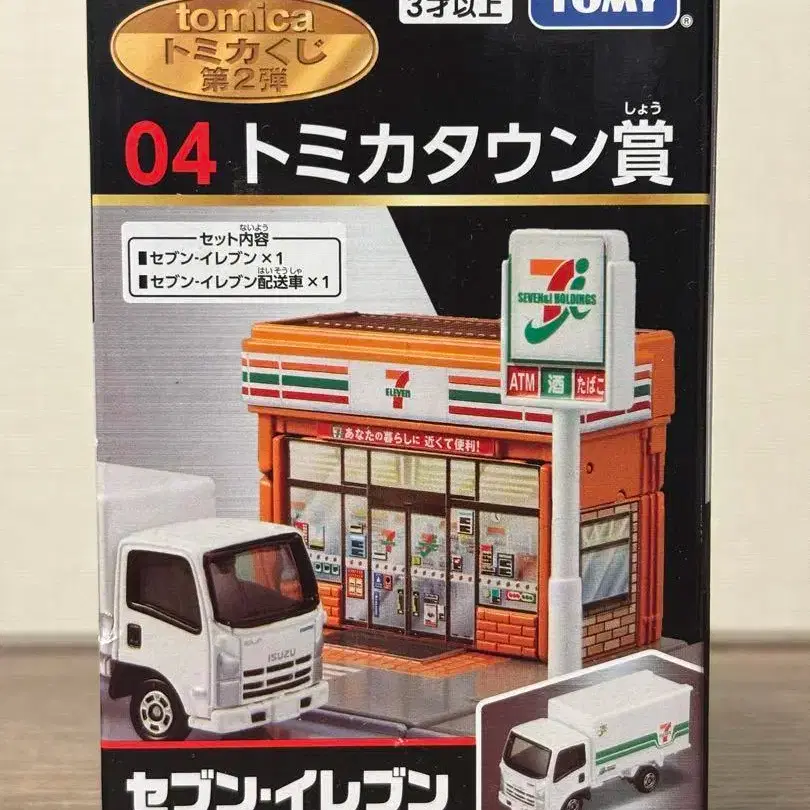 tomica
トミカくじ
第2弾
3才以上
TOMY
®
しょう
04 トミカタウン賞
ないよう
セット内容
■セブン-イレブン×1
はいそうしゃ
■セブン-イレブン配送車×1
7i
SEVEN&I HOLDINGS
ATM 酒 たばこ
7
ELEVEN
7 あなたの暮らしに 近くて便利!
ISUZU
セブン-イレブン